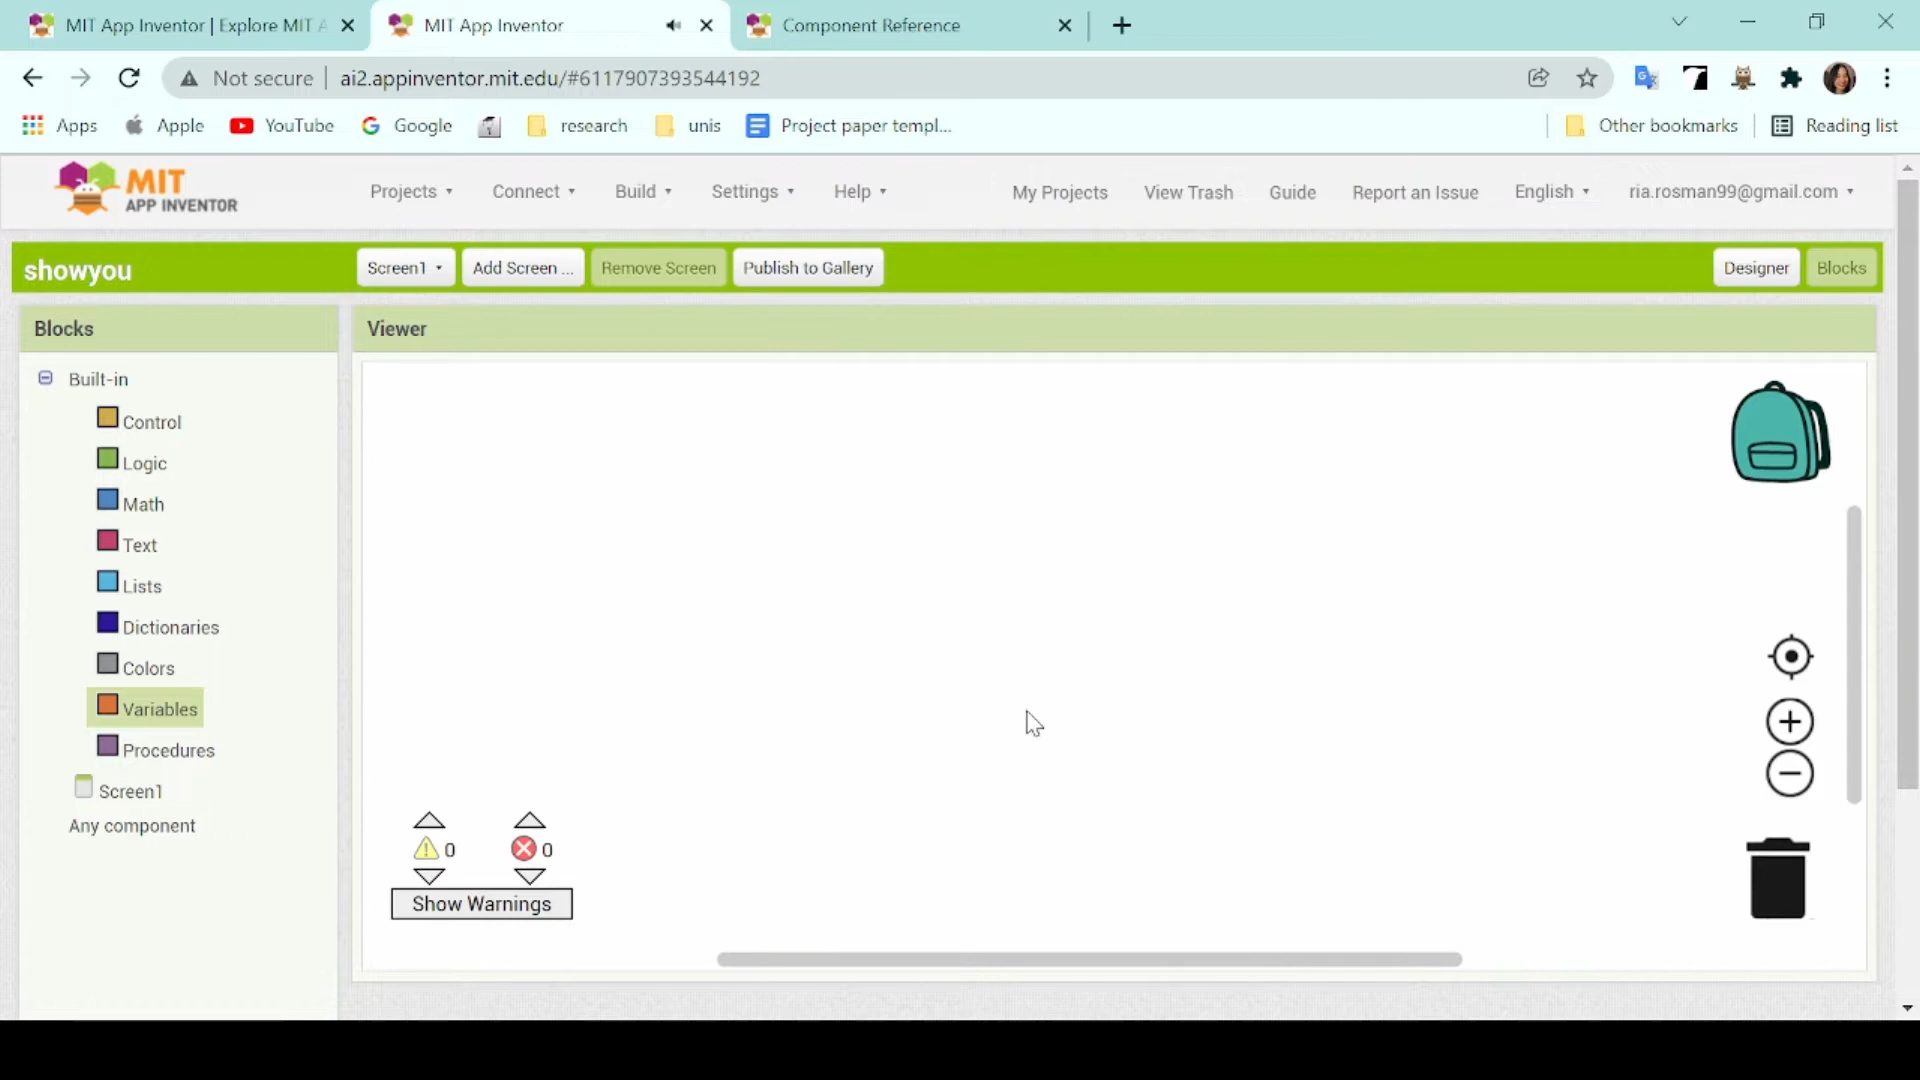 MIT App Inventor | Explore MIT A
MIT App Inventor
Component Reference
Not secure
ai2.appinventor.mit.edu/#6117907393544192
Apps
Apple
YouTube
Google
research
unis
Project paper templ...
Other bookmarks
Reading list
MIT
APP INVENTOR
Projects
Connect
Build
Settings
Help
My Projects
View Trash
Guide
Report an Issue
English
ria.rosman99@gmail.com
showyou
Screen1
Add Screen ...
Remove Screen
Publish to Gallery
Designer
Blocks
Blocks
Viewer
Built-in
Control
Logic
Math
Text
Lists
Dictionaries
Colors
Variables
Procedures
Screen1
Any component
0
0
Show Warnings